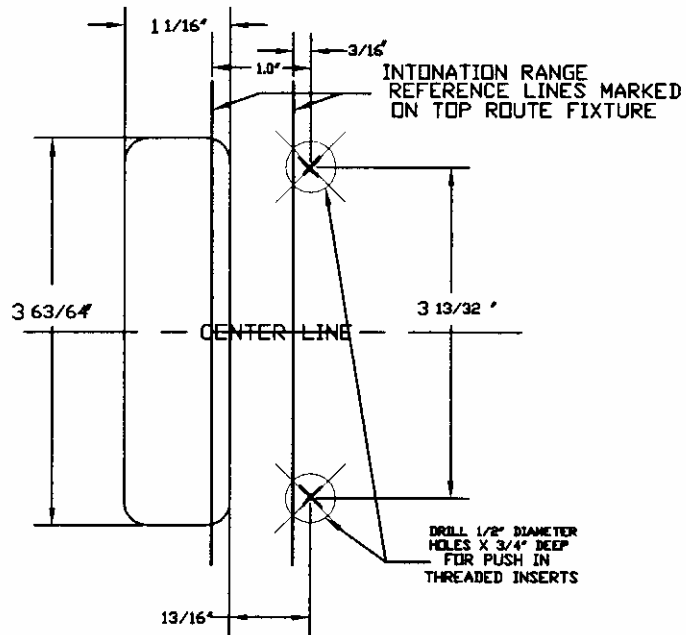 1 1/16"
3/16"
1.0"
INTONATION RANGE
REFERENCE LINES MARKED
ON TOP ROUTE FIXTURE
3 63/64"
3 13/32 "
CENTER LINE
DRILL 1/2" DIAMETER
HOLES X 3/4" DEEP
FOR PUSH IN
THREADED INSERTS
13/16"